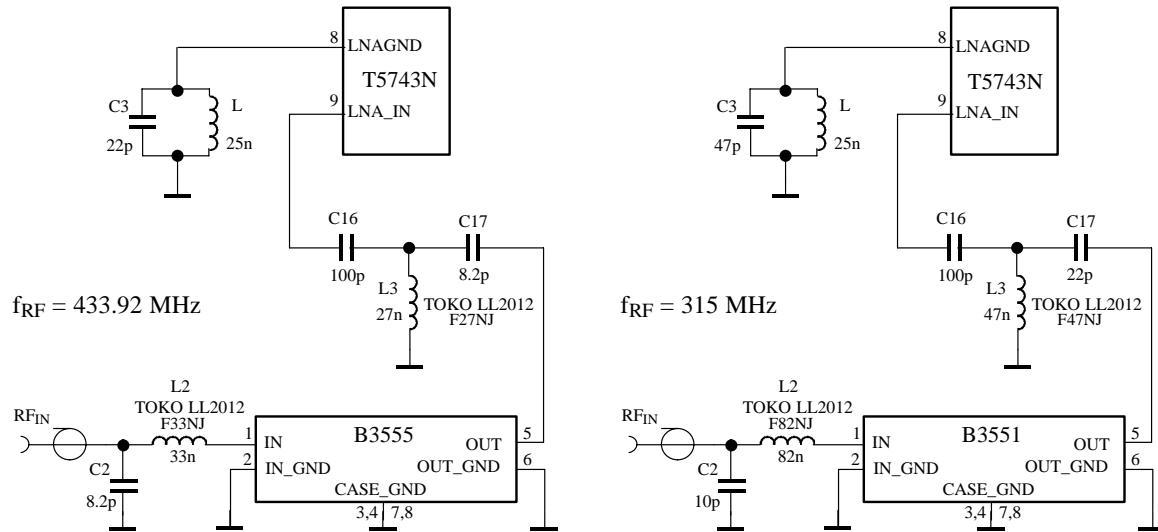 8
LNAGND
T5743N
C3
L
9
LNA_IN
22p
25n
C16
C17
100p
8.2p
L3
TOKO LL2012
27n
F27NJ
fRF = 433.92 MHz
L2
TOKO LL2012
F33NJ
RFIN
1
IN
B3555
OUT
5
33n
2
IN_GND
OUT_GND
6
C2
CASE_GND
8.2p
3,4
7,8
8
LNAGND
T5743N
C3
L
9
LNA_IN
47p
25n
C16
C17
100p
22p
L3
TOKO LL2012
47n
F47NJ
fRF = 315 MHz
L2
TOKO LL2012
F82NJ
RFIN
1
IN
B3551
OUT
5
82n
2
IN_GND
OUT_GND
6
C2
CASE_GND
10p
3,4
7,8